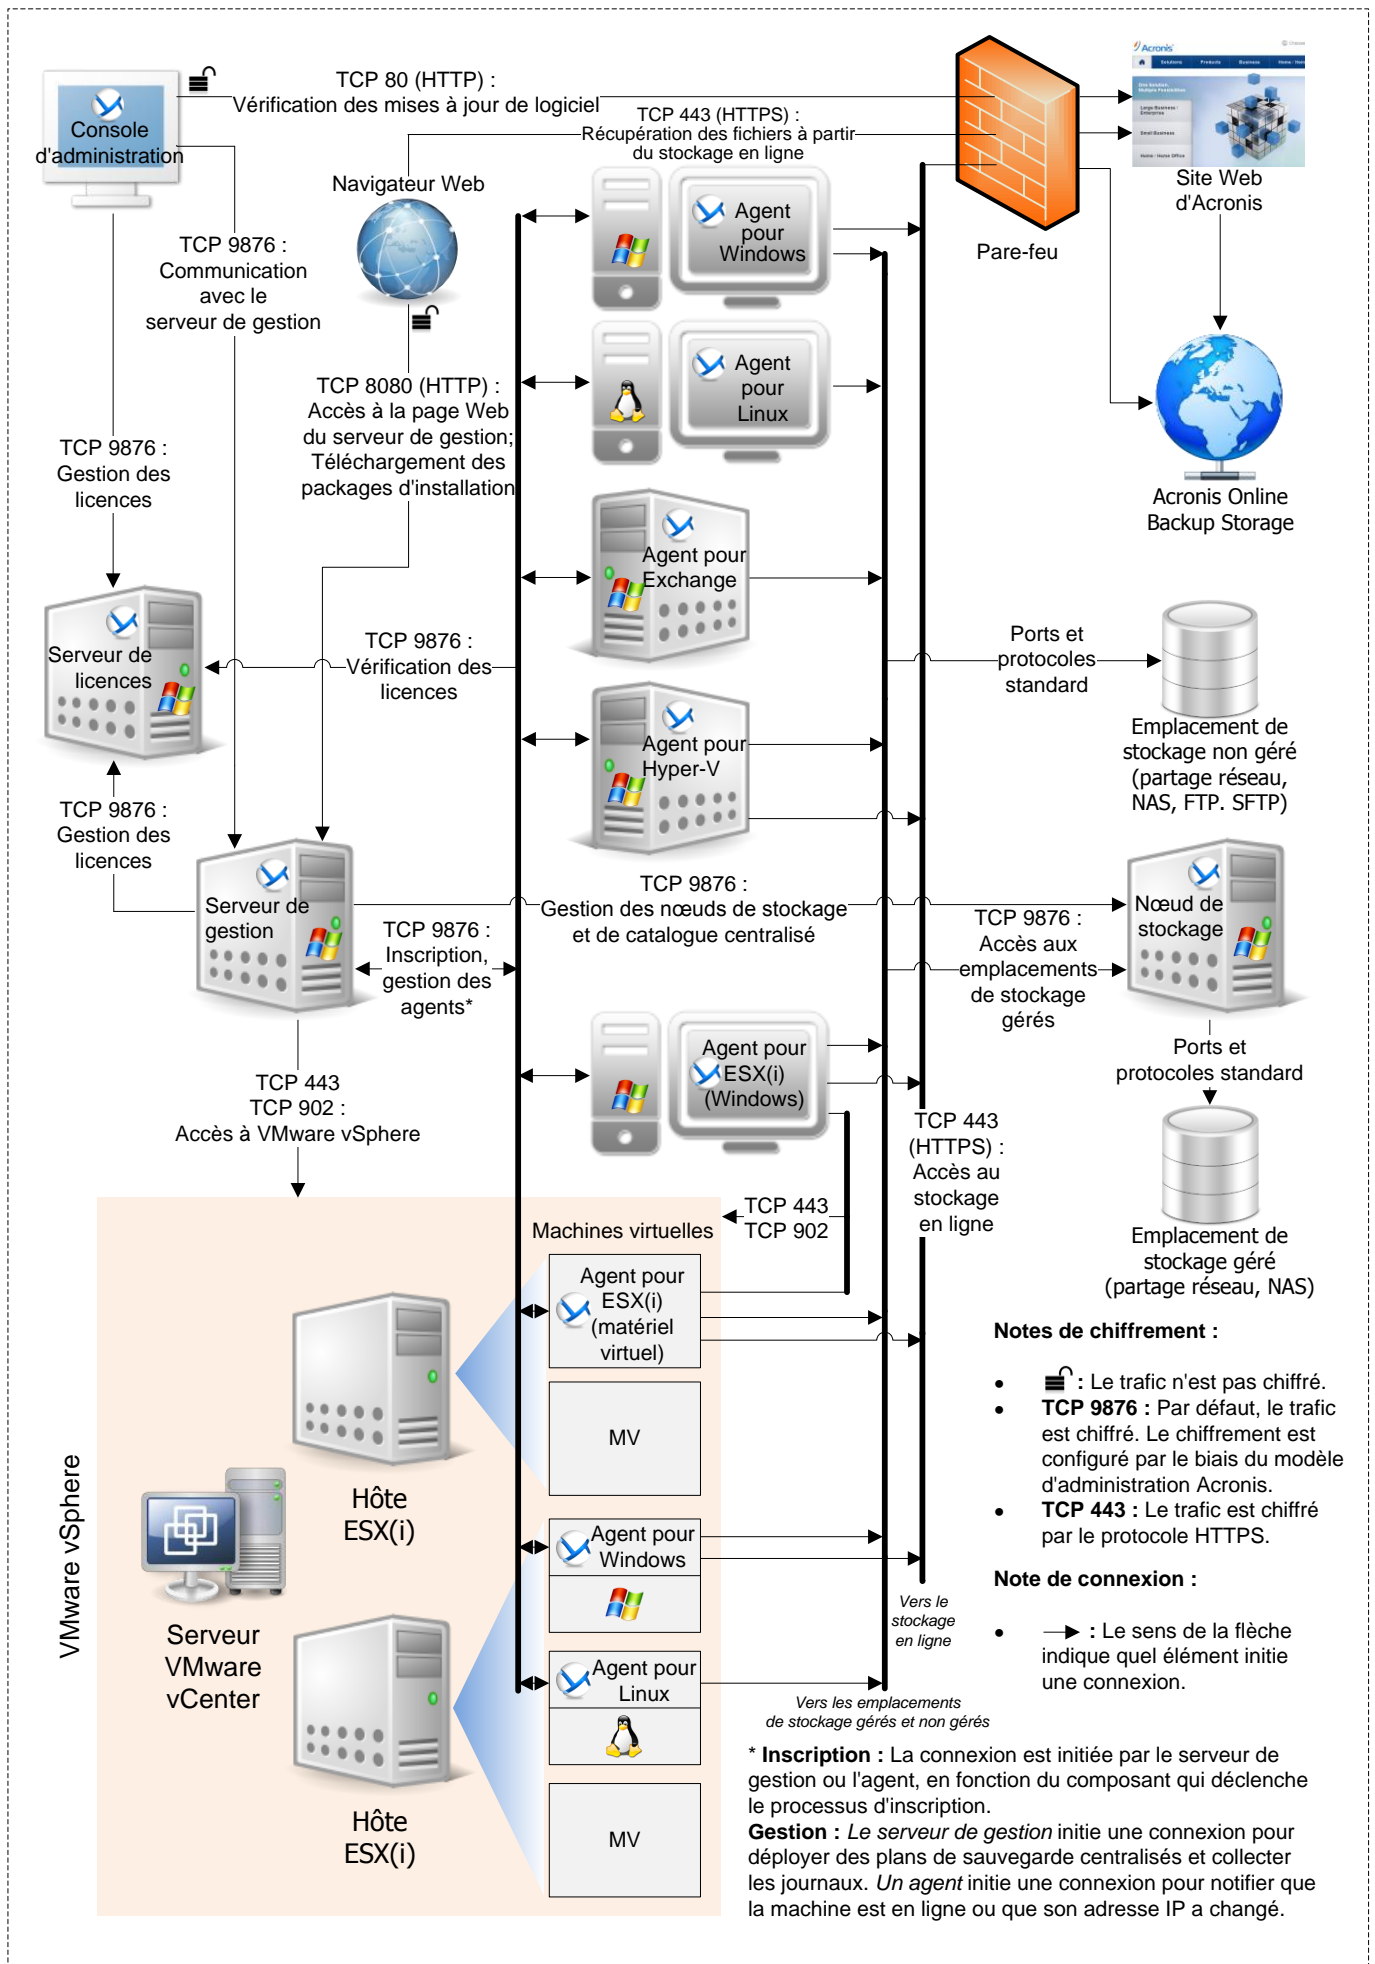 TCP 80 (HTTP) :
Vérification des mises à jour de logiciel
Console
d'administration
TCP 443 (HTTPS) :
Récupération des fichiers à partir
du stockage en ligne
Acronis
Solutions
Products
Business
Large Business /
Enterprise
Small Business
Home / Home Office
Site Web
d'Acronis
Navigateur Web
Pare-feu
Agent
pour
Windows
TCP 9876 :
Communication
avec le
serveur de gestion
TCP 8080 (HTTP) :
Accès à la page Web
du serveur de gestion;
Téléchargement des
packages d'installation
Agent
pour
Linux
TCP 9876 :
Gestion des
licences
Acronis Online
Backup Storage
Agent pour
Exchange
Serveur de
licences
TCP 9876 :
Vérification des
licences
Ports et
protocoles
standard
Emplacement de
stockage non géré
(partage réseau,
NAS, FTP. SFTP)
Agent pour
Hyper-V
TCP 9876 :
Gestion des
licences
Serveur de
gestion
TCP 9876 :
Gestion des nœuds de stockage
et de catalogue centralisé
TCP 9876 :
Inscription,
gestion des
agents*
TCP 9876 :
Accès aux
emplacements
de stockage
gérés
Nœud de
stockage
Agent pour
ESX(i)
(Windows)
Ports et
protocoles standard
TCP 443
TCP 902 :
Accès à VMware vSphere
TCP 443
(HTTPS) :
Accès au
stockage
en ligne
TCP 443
TCP 902
Emplacement de
stockage géré
(partage réseau, NAS)
Machines virtuelles
Agent pour
ESX(i)
(matériel
virtuel)
MV
Hôte
ESX(i)
VMware vSphere
Serveur
VMware
vCenter
Agent pour
Windows
Agent pour
Linux
MV
Hôte
ESX(i)
Vers le
stockage
en ligne
Vers les emplacements
de stockage gérés et non gérés
Notes de chiffrement :
• : Le trafic n'est pas chiffré.
• TCP 9876 : Par défaut, le trafic
est chiffré. Le chiffrement est
configuré par le biais du modèle
d'administration Acronis.
• TCP 443 : Le trafic est chiffré
par le protocole HTTPS.
Note de connexion :
• : Le sens de la flèche
indique quel élément initie
une connexion.
* Inscription : La connexion est initiée par le serveur de
gestion ou l'agent, en fonction du composant qui déclenche
le processus d'inscription.
Gestion : Le serveur de gestion initie une connexion pour
déployer des plans de sauvegarde centralisés et collecter
les journaux. Un agent initie une connexion pour notifier que
la machine est en ligne ou que son adresse IP a changé.